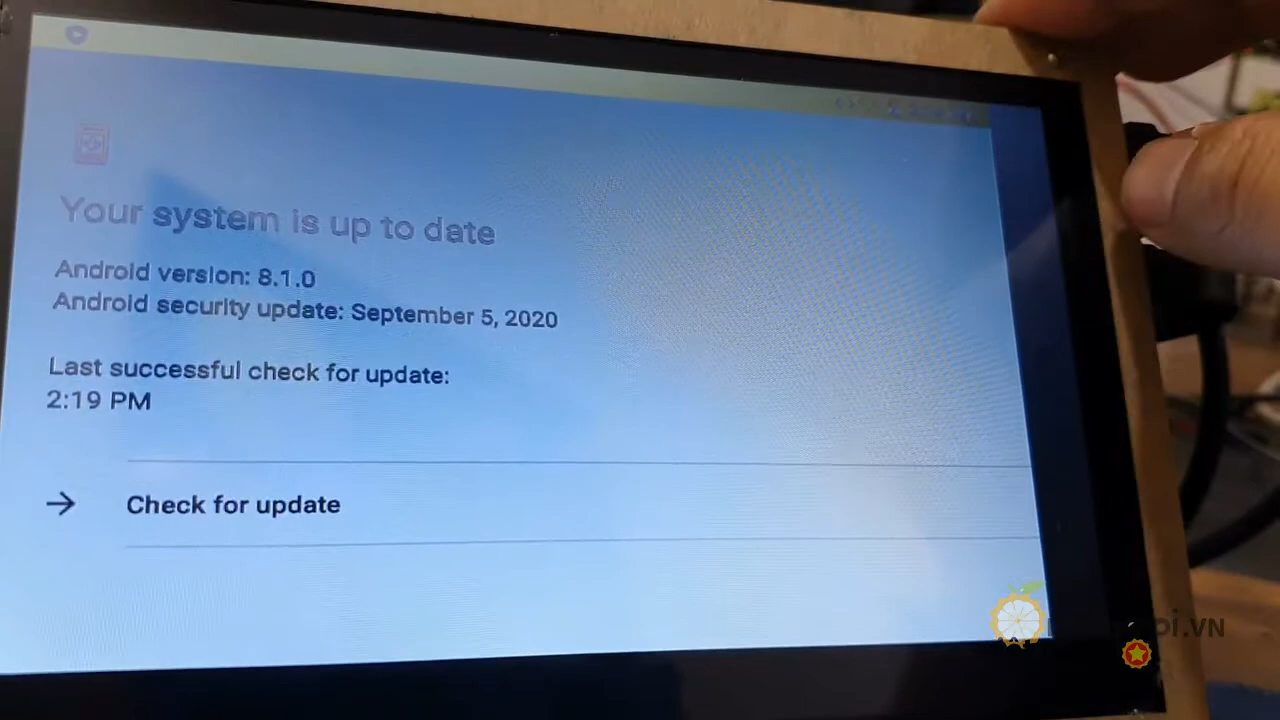 Your system is up to date
Android version: 8.1.0
Android security update: September 5, 2020
Last successful check for update:
2:19 PM
Check for update
.VN